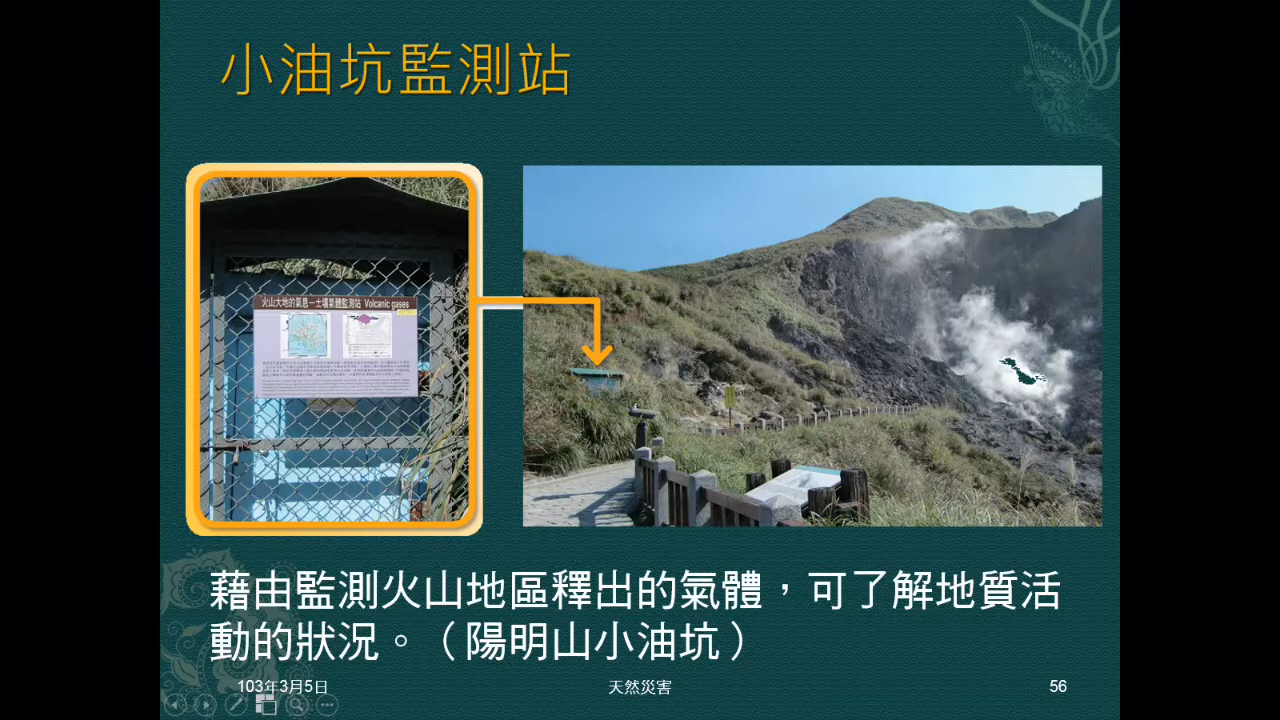 小油坑監測站
火山大地的氣息－土壤氣體監測站 Volcanic gases
藉由監測火山地區釋出的氣體，可了解地質活
動的狀況。（陽明山小油坑）
103年3月5日
天然災害
56